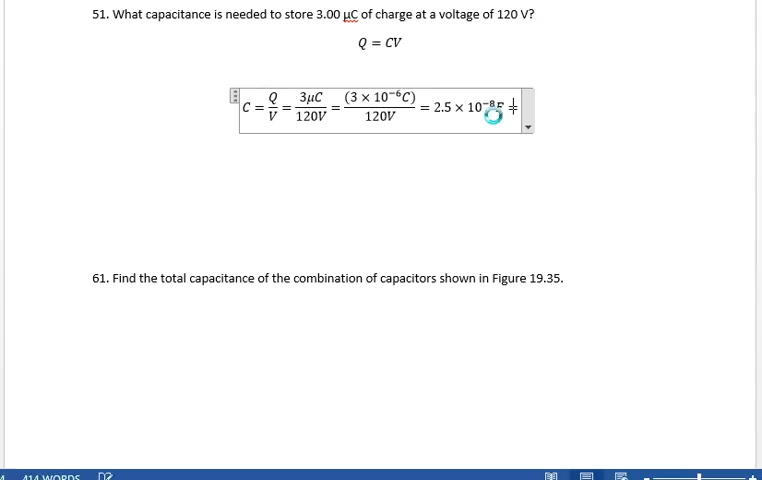 51. What capacitance is needed to store 3.00 µC of charge at a voltage of 120 V?
Q = CV
C = Q/V = 3µC/120V = (3 × 10⁻⁶C)/120V = 2.5 × 10⁻⁸F =
61. Find the total capacitance of the combination of capacitors shown in Figure 19.35.
414 WORDS